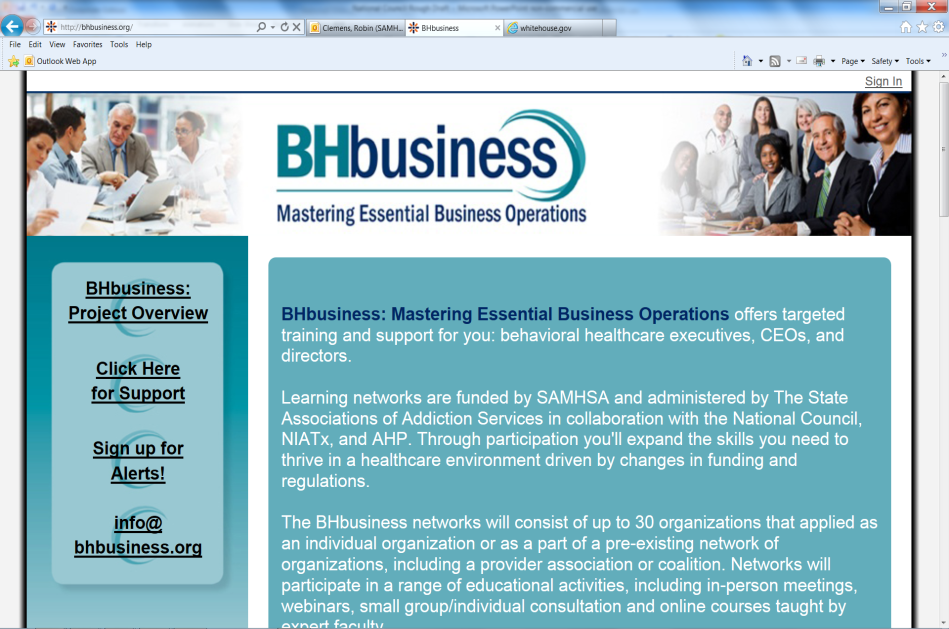 http://bhbusiness.org/
Clemens, Robin (SAMH...
BHbusiness
whitehouse.gov
File Edit View Favorites Tools Help
Outlook Web App
Page Safety Tools
Sign In
BHbusiness
Mastering Essential Business Operations
BHbusiness:
Project Overview
Click Here
for Support
Sign up for
Alerts!
info@
bhbusiness.org
BHbusiness: Mastering Essential Business Operations offers targeted
training and support for you: behavioral healthcare executives, CEOs, and
directors.
Learning networks are funded by SAMHSA and administered by The State
Associations of Addiction Services in collaboration with the National Council,
NIATx, and AHP. Through participation you'll expand the skills you need to
thrive in a healthcare environment driven by changes in funding and
regulations.
The BHbusiness networks will consist of up to 30 organizations that applied as
an individual organization or as a part of a pre-existing network of
organizations, including a provider association or coalition. Networks will
participate in a range of educational activities, including in-person meetings,
webinars, small group/individual consultation and online courses taught by
expert faculty